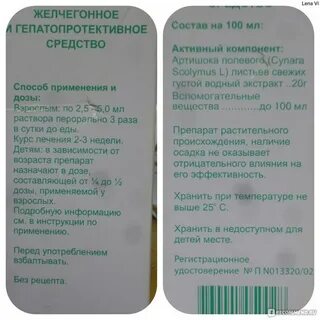 Lena Vi
ЖЕЛЧЕГОННОЕ
И ГЕПАТОПРОТЕКТИВНОЕ
СРЕДСТВО
Способ применения и
дозы:
Взрослым: по 2,5 - 5,0 мл
раствора перорально 3 раза
в сутки до еды.
Курс лечения 2-3 недели.
Детям: в зависимости от
возраста препарат
назначают в дозе,
составляющей от ¼ до ½
дозы, применяемой у
взрослых.
Подробную информацию
см. в инструкции по
применению.
Перед употреблением
взбалтывать.
Без рецепта.
Состав на 100 мл:
Активный компонент:
Артишока полевого (Cynara
Scolymus L) листьев свежих
густой водный экстракт ..20г
Вспомогательные
вещества ............до 100 мл
Препарат растительного
происхождения, наличие
осадка не оказывает
отрицательного влияния на
его эффективность.
Хранить при температуре не
выше 25° С.
Хранить в недоступном для
детей месте.
Регистрационное
удостоверение № П N013320/02
IRECOMMEND.RU